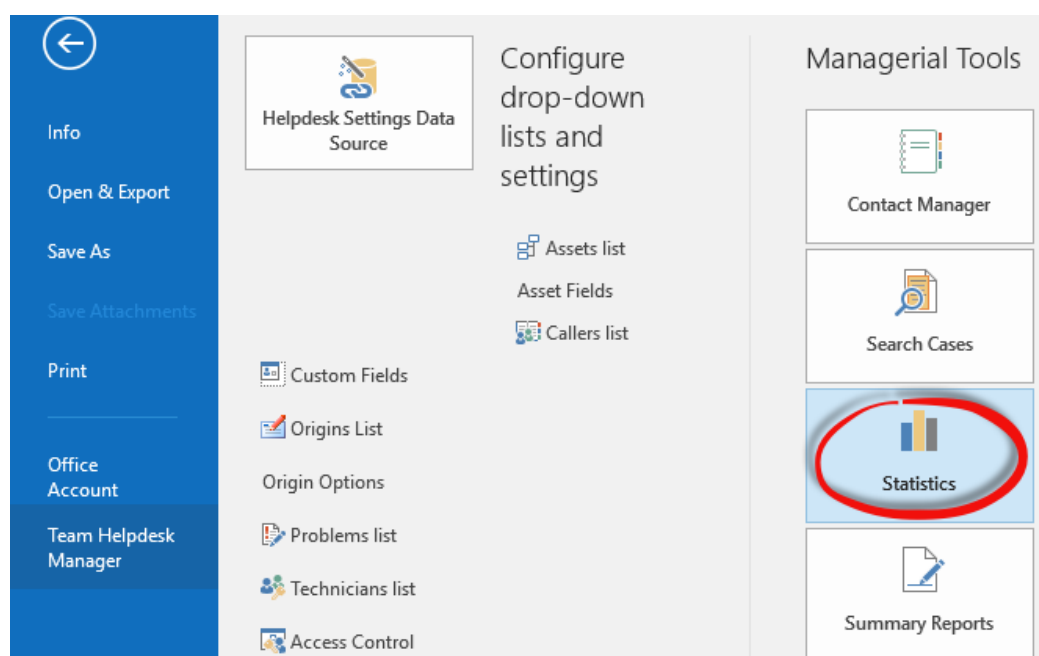 Info
Open & Export
Save As
Save Attachments
Print
Office
Account
Team Helpdesk
Manager
Helpdesk Settings Data
Source
Configure
drop-down
lists and
settings
Assets list
Asset Fields
Callers list
Custom Fields
Origins List
Origin Options
Problems list
Technicians list
Access Control
Managerial Tools
Contact Manager
Search Cases
Statistics
Summary Reports